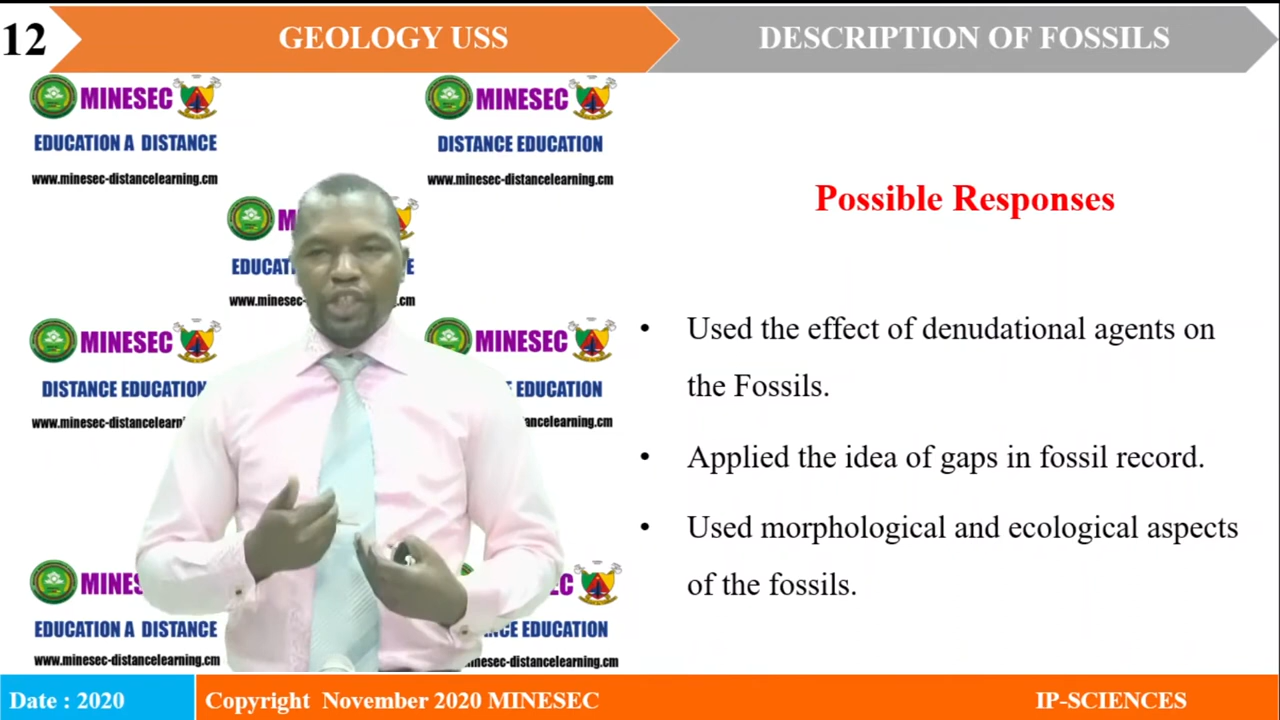 12
GEOLOGY USS
DESCRIPTION OF FOSSILS
MINESEC
EDUCATION A DISTANCE
www.minesec-distancelearning.cm
MINESEC
DISTANCE EDUCATION
www.minesec-distancelearning.cm
Possible Responses
• Used the effect of denudational agents on
the Fossils.
• Applied the idea of gaps in fossil record.
• Used morphological and ecological aspects
of the fossils.
MINESEC
DISTANCE EDUCATION
MINESEC
EDUCATION
EDUCATION A DISTANCE
www.minesec-distancelearning.cm
EDUCATION
Date : 2020
Copyright November 2020 MINESEC
IP-SCIENCES